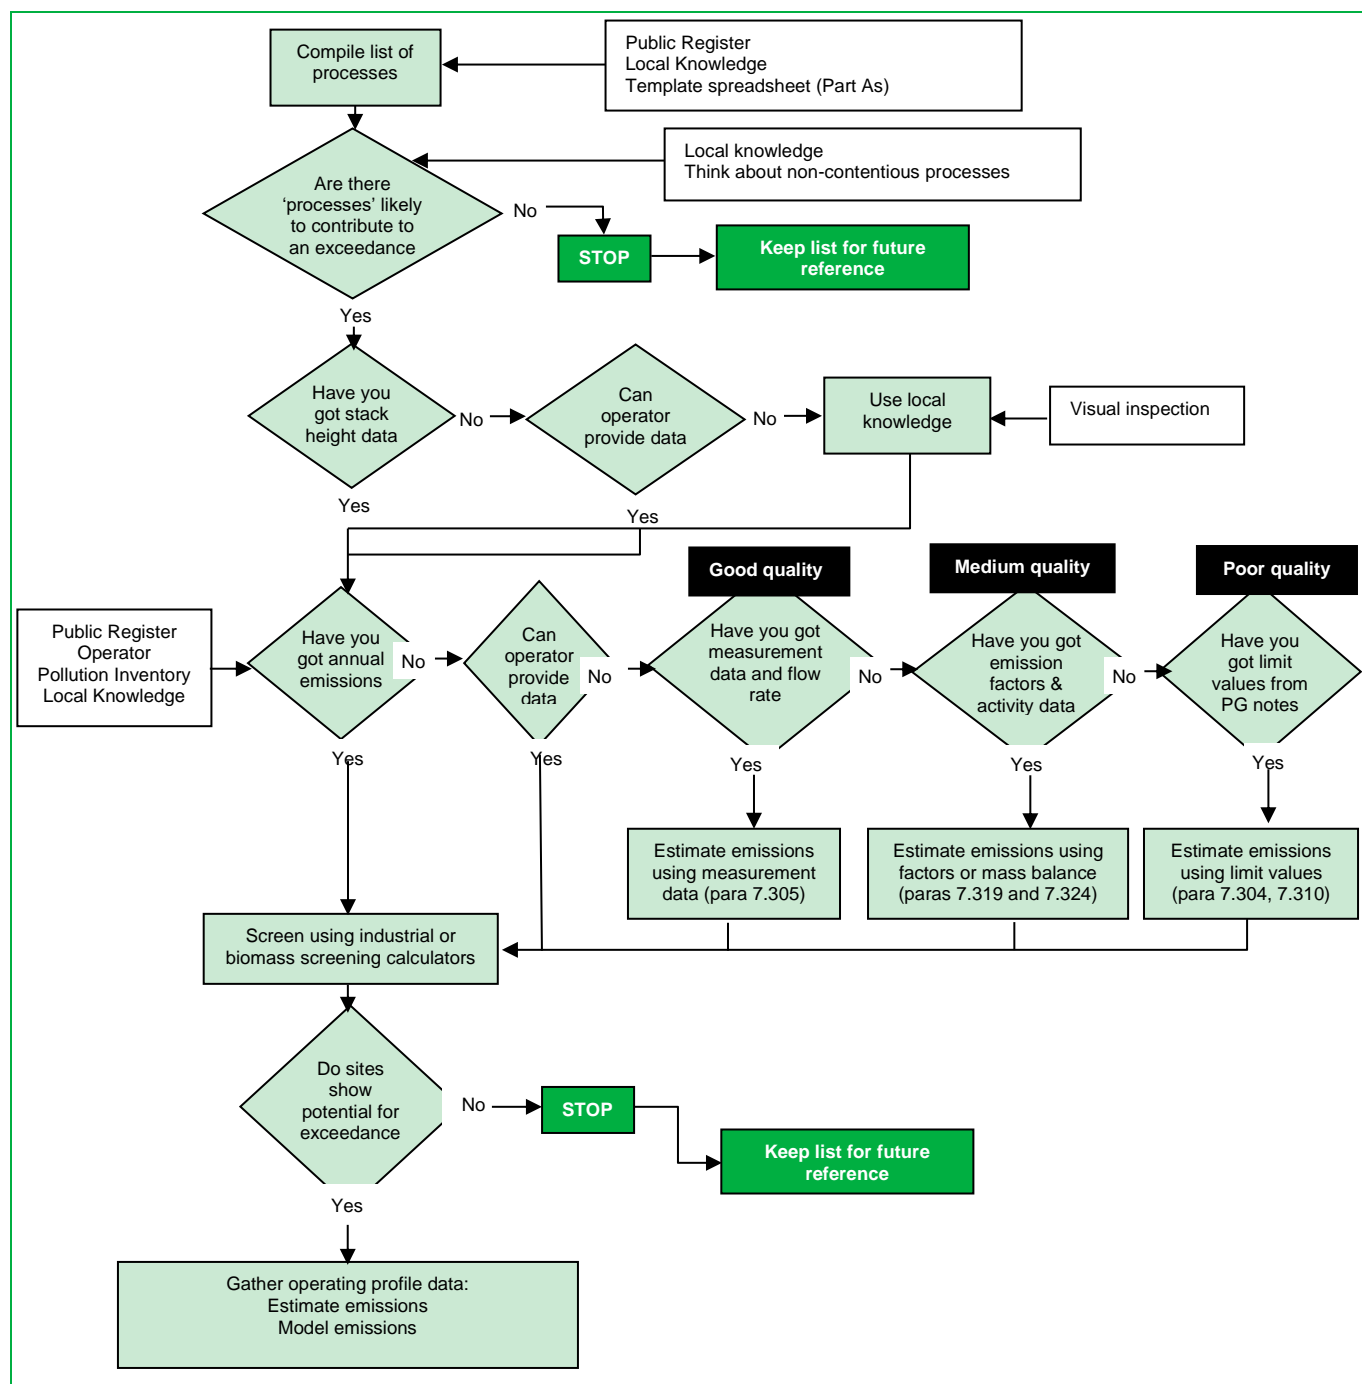 Compile list of
processes
Public Register
Local Knowledge
Template spreadsheet (Part As)
Local knowledge
Think about non-contentious processes
Are there
‘processes’ likely
to contribute to
an exceedance
No
STOP
Keep list for future
reference
Yes
Have you
got stack
height data
No
Can
operator
provide data
No
Use local
knowledge
Visual inspection
Yes
Yes
Good quality
Medium quality
Poor quality
Public Register
Operator
Pollution Inventory
Local Knowledge
Have you
got annual
emissions
No
Can
operator
provide
data
No
Have you got
measurement
data and flow
rate
No
Have you got
emission
factors &
activity data
No
Have you
got limit
values from
PG notes
Yes
Yes
Yes
Yes
Yes
Estimate emissions
using measurement
data (para 7.305)
Estimate emissions using
factors or mass balance
(paras 7.319 and 7.324)
Estimate emissions
using limit values
(para 7.304, 7.310)
Screen using industrial or
biomass screening calculators
Do sites
show
potential for
exceedance
No
STOP
Keep list for future
reference
Yes
Gather operating profile data:
Estimate emissions
Model emissions